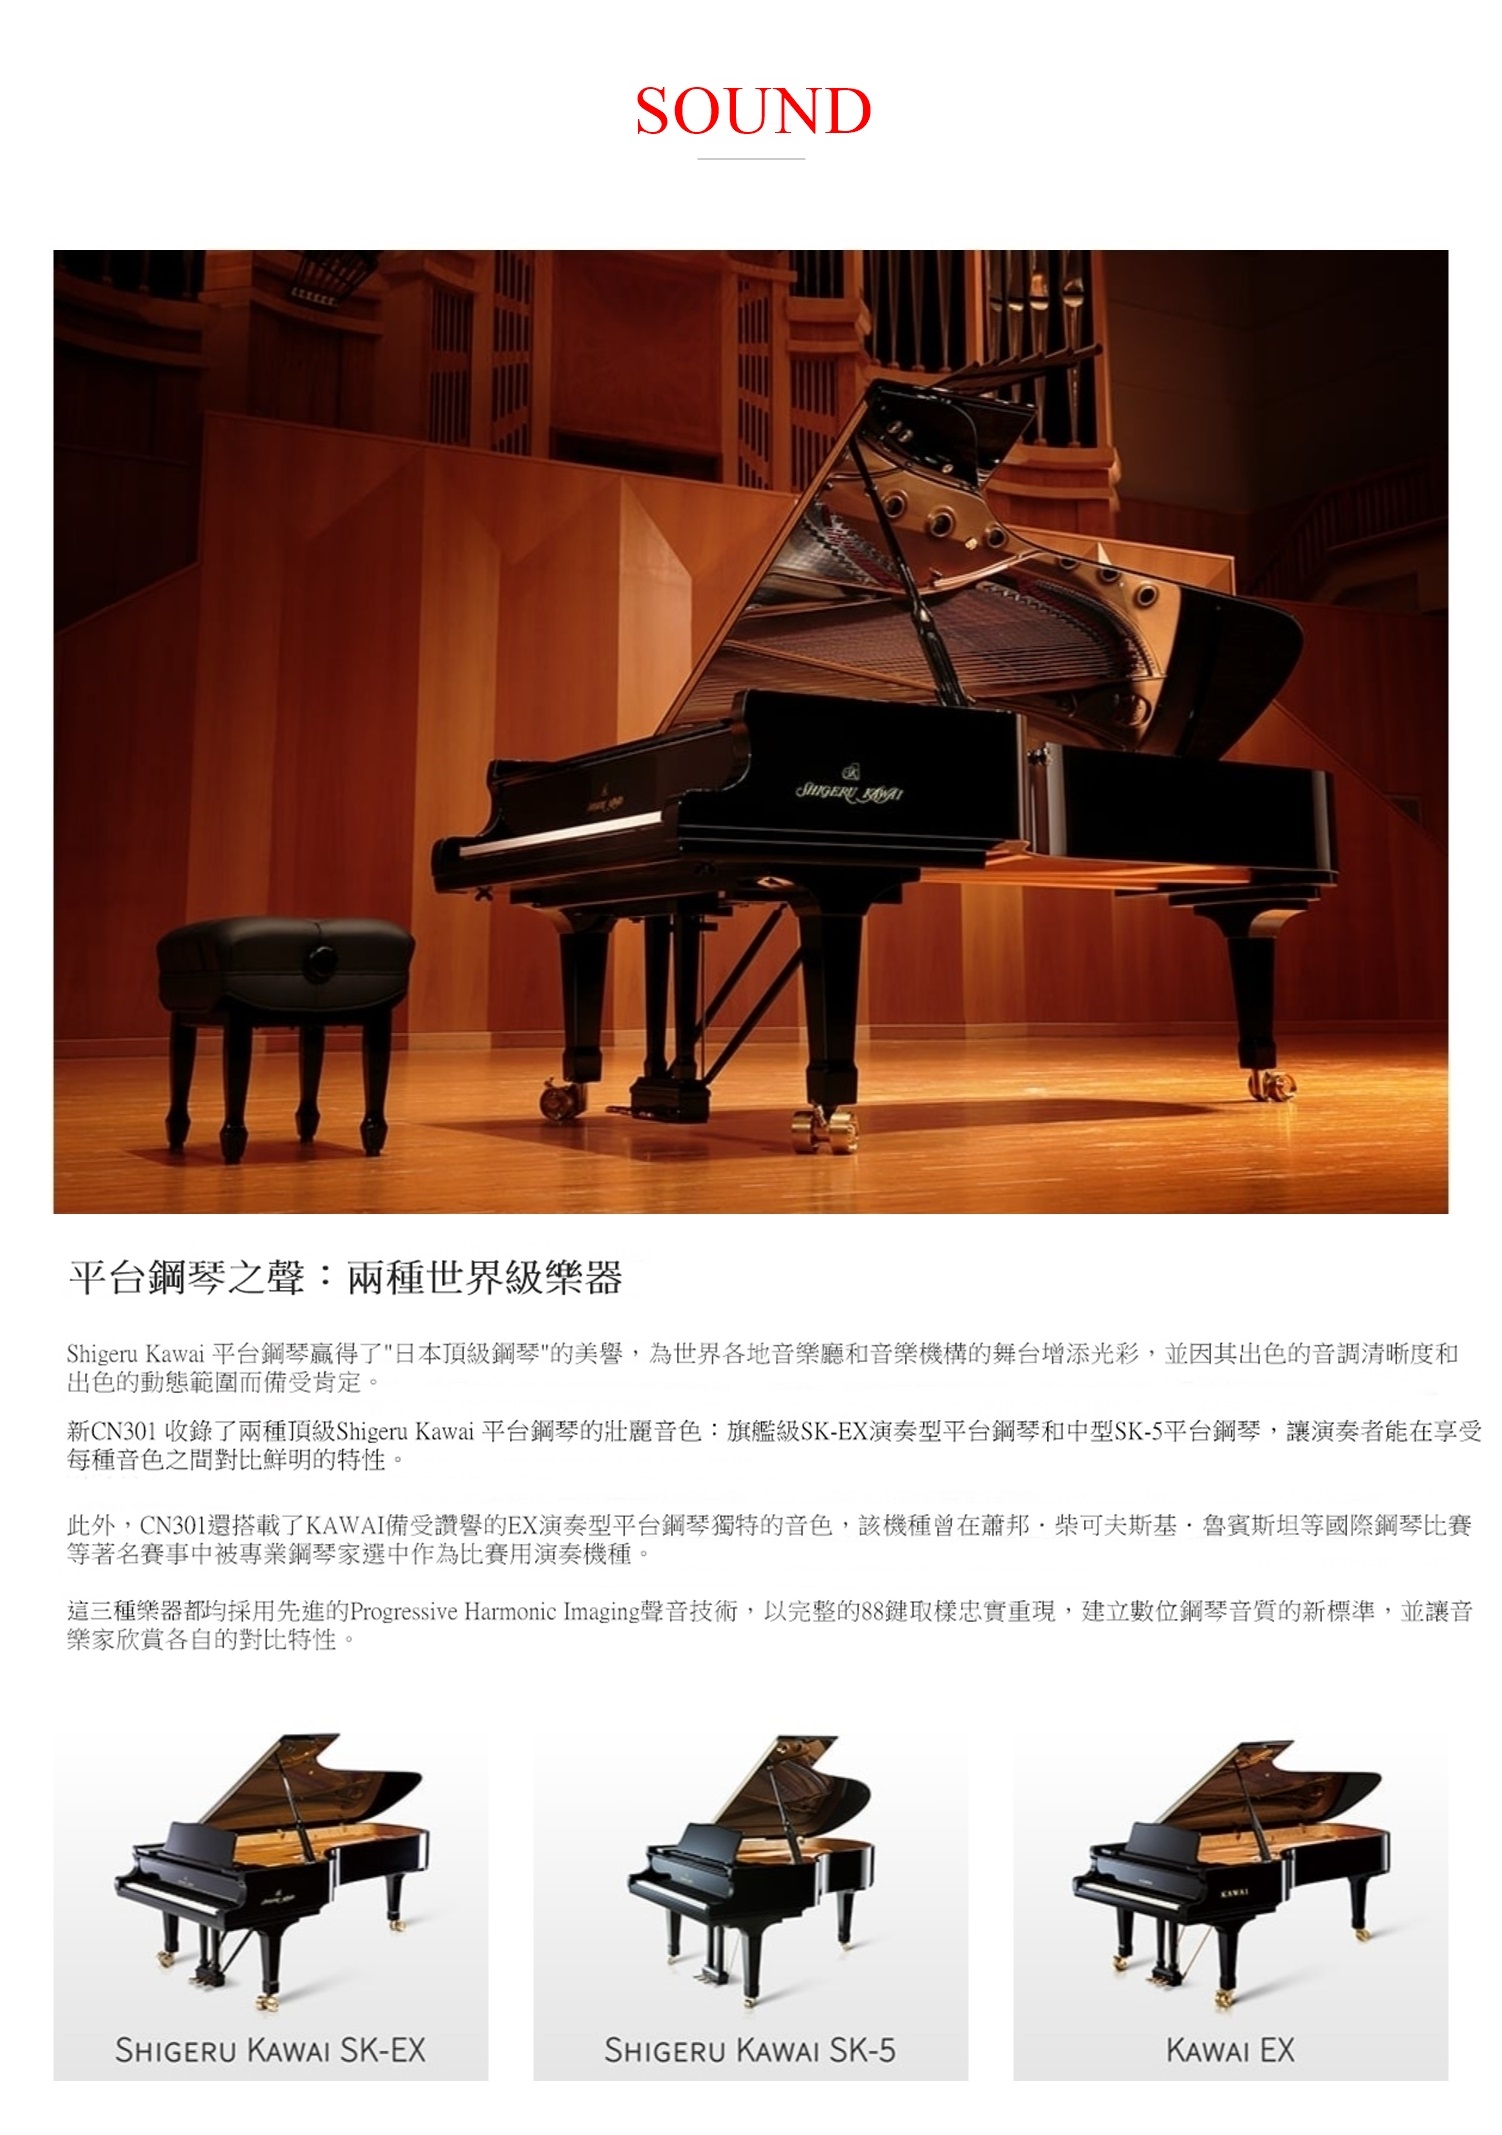 SOUND
SHIGERU KAWAI
平台鋼琴之聲：兩種世界級樂器
Shigeru Kawai 平台鋼琴贏得了"日本頂級鋼琴"的美譽，為世界各地音樂廳和音樂機構的舞台增添光彩，並因其出色的音調清晰度和
出色的動態範圍而備受肯定。
新CN301 收錄了兩種頂級Shigeru Kawai 平台鋼琴的壯麗音色：旗艦級SK-EX演奏型平台鋼琴和中型SK-5平台鋼琴，讓演奏者能在享受
每種音色之間對比鮮明的特性。
此外，CN301還搭載了KAWAI備受讚譽的EX演奏型平台鋼琴獨特的音色，該機種曾在蕭邦．柴可夫斯基．魯賓斯坦等國際鋼琴比賽
等著名賽事中被專業鋼琴家選中作為比賽用演奏機種。
這三種樂器都均採用先進的Progressive Harmonic Imaging聲音技術，以完整的88鍵取樣忠實重現，建立數位鋼琴音質的新標準，並讓音
樂家欣賞各自的對比特性。
KAWAI
SHIGERU KAWAI SK-EX
SHIGERU KAWAI SK-5
KAWAI EX